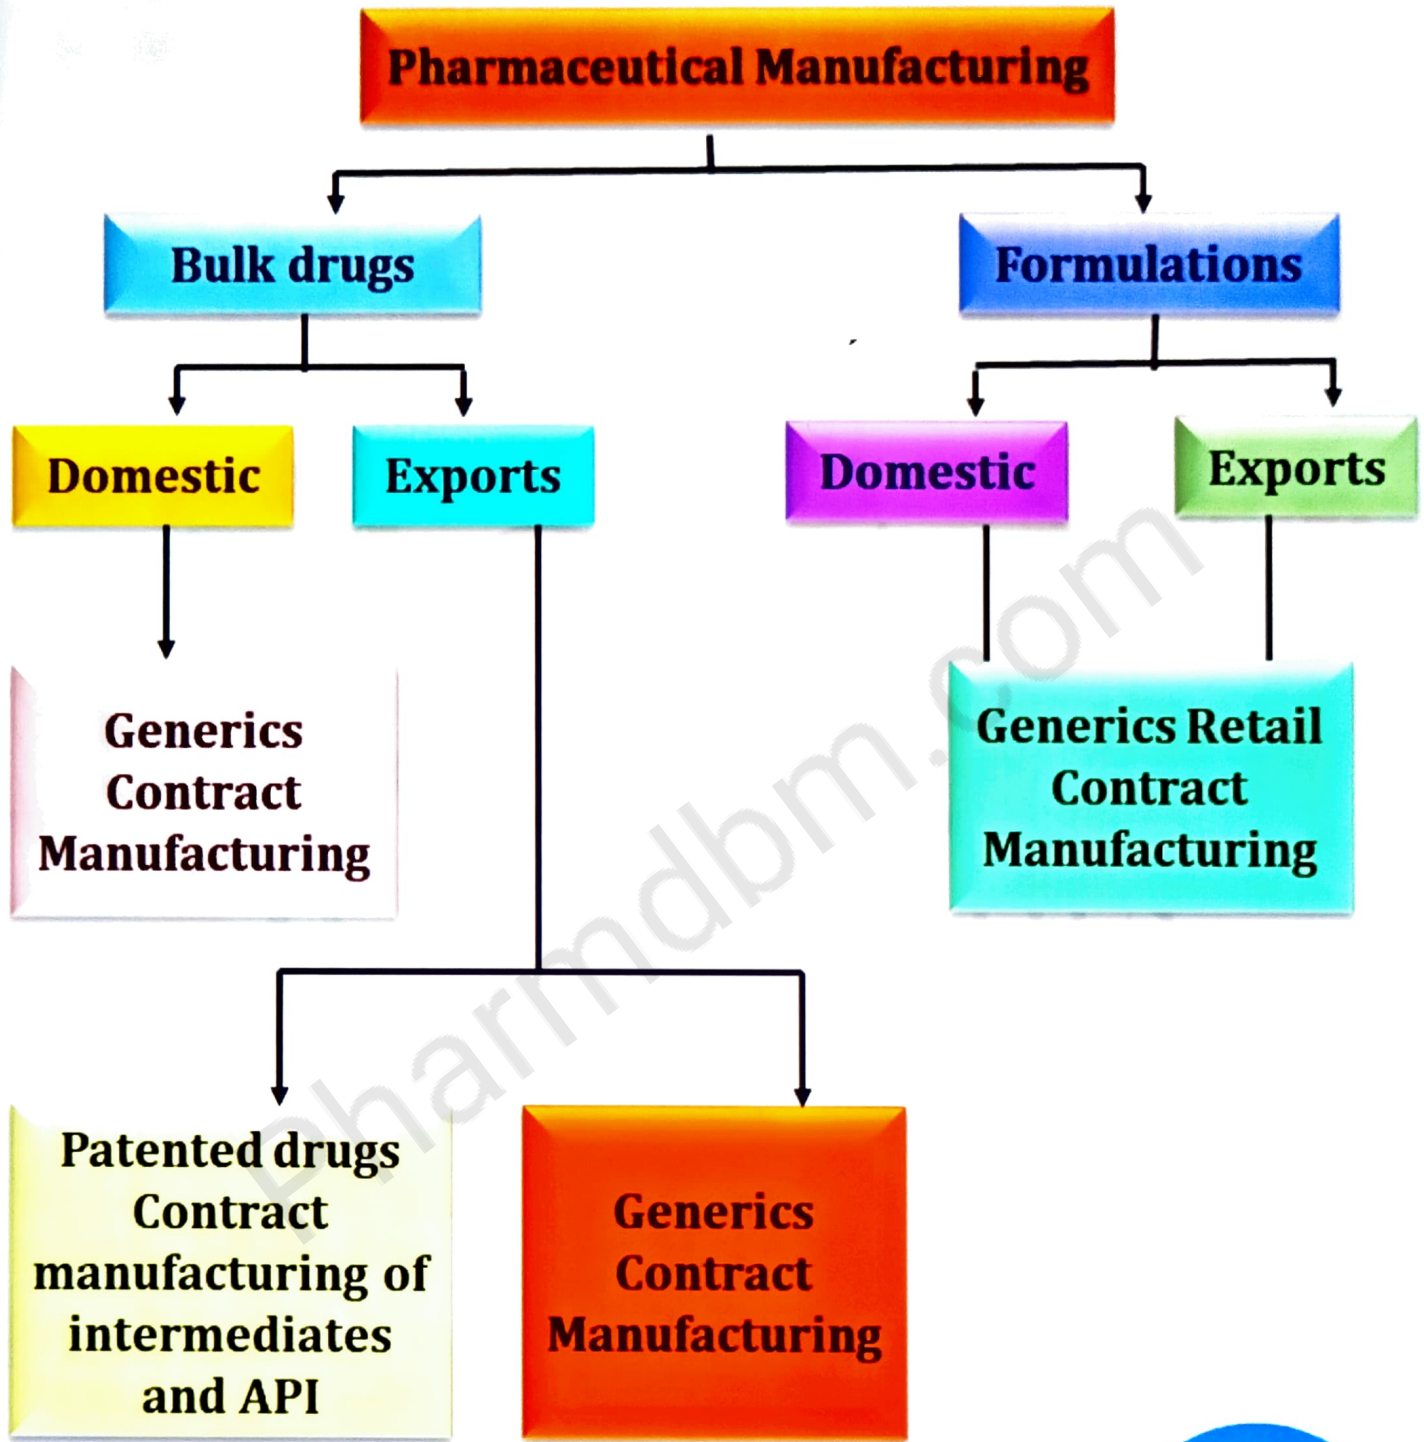 Pharmaceutical Manufacturing
Bulk drugs
Formulations
Domestic
Exports
Domestic
Exports
Generics
Contract
Manufacturing
Generics Retail
Contract
Manufacturing
Patented drugs
Contract
manufacturing of
intermediates
and API
Generics
Contract
Manufacturing
Pharmdbm.com